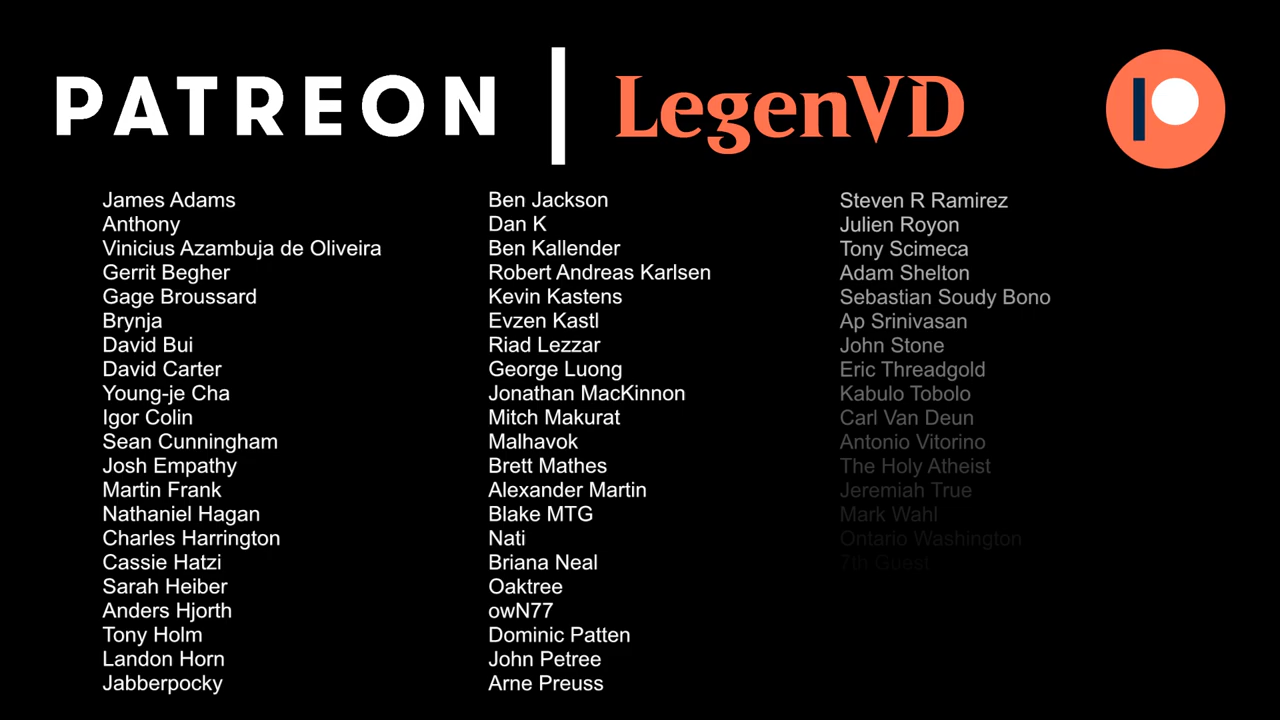 PATREON | LegenVD
James Adams
Anthony
Vinicius Azambuja de Oliveira
Gerrit Begher
Gage Broussard
Brynja
David Bui
David Carter
Young-je Cha
Igor Colin
Sean Cunningham
Josh Empathy
Martin Frank
Nathaniel Hagan
Charles Harrington
Cassie Hatzi
Sarah Heiber
Anders Hjorth
Tony Holm
Landon Horn
Jabberpocky
Ben Jackson
Dan K
Ben Kallender
Robert Andreas Karlsen
Kevin Kastens
Evzen Kastl
Riad Lezzar
George Luong
Jonathan MacKinnon
Mitch Makurat
Malhavok
Brett Mathes
Alexander Martin
Blake MTG
Nati
Briana Neal
Oaktree
owN77
Dominic Patten
John Petree
Arne Preuss
Steven R Ramirez
Julien Royon
Tony Scimeca
Adam Shelton
Sebastian Soudy Bono
Ap Srinivasan
John Stone
Eric Threadgold
Kabulo Tobolo
Carl Van Deun
Antonio Vitorino
The Holy Atheist
Jeremiah True
Mark Wahl
Ontario Washington
7th Guest